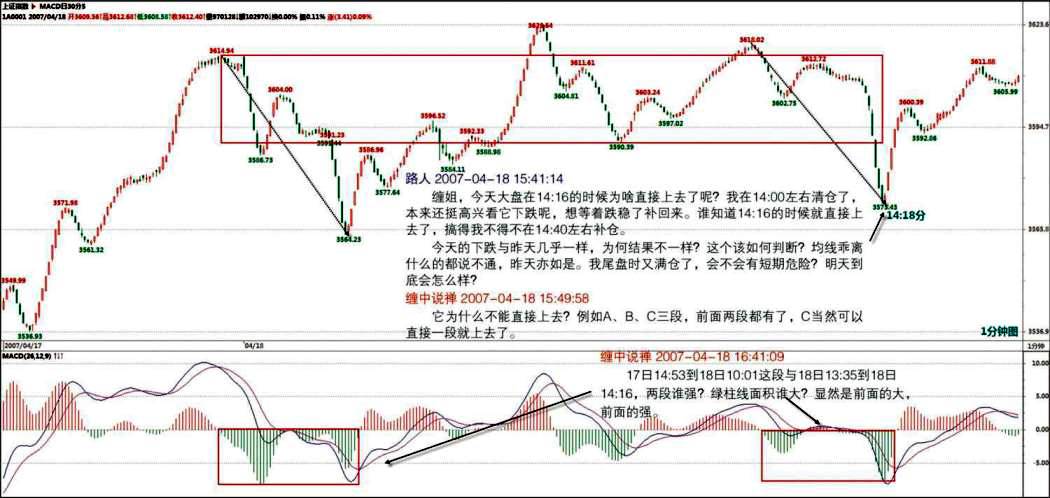 上证指数 ▶ MACD日30分5
1A0001 2007/04/18 开3609.36↑高3612.68↑低3608.58↑收3612.40↑量970128↓额102970↓换0.00% 振0.11% 涨(3.41)0.09%
3623.64
3623.6
3614.94
3618.02
3611.61
3612.72
3611.88
3604.00
3604.81
3603.24
3602.75
3600.39
3605.99
3596.52
3597.02
3594.7
3591.23
3592.33
3592.86
3586.73
3586.96
3584.11
3588.98
3590.39
3577.64
3571.98
3561.32
3564.23
14:18分
3565.8
3549.99
3536.93
3536.9
路人 2007-04-18 15:41:14
缠姐，今天大盘在14:16的时候为啥直接上去了呢？我在14:00左右清仓了，
本来还挺高兴看它下跌呢，想等着跌稳了补回来。谁知道14:16的时候就直接上
去了，搞得我不得不在14:40左右补仓。
今天的下跌与昨天几乎一样，为何结果不一样？这个该如何判断？均线乖离
什么的都说不通，昨天亦如是。我尾盘时又满仓了，会不会有短期危险？明天到
底会怎么样？
缠中说禅 2007-04-18 15:49:58
它为什么不能直接上去？例如A、B、C三段，前面两段都有了，C当然可以
直接一段就上去了。
1分钟图
2007/04/17
04/18
1分钟
MACD(26,12,9) ↑↓↑
缠中说禅 2007-04-18 16:41:09
17日14:53到18日10:01这段与18日13:35到18日
14:16，两段谁强？绿柱线面积谁大？显然是前面的大，
前面的强。
10.00
5.00
0.00
-5.00